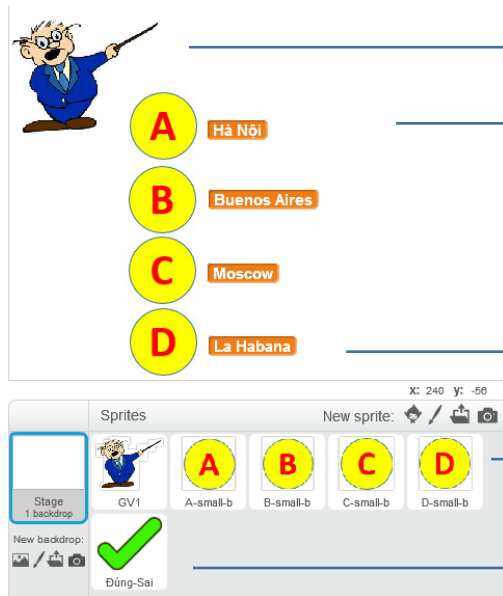 A Hà Nội
B Buenos Aires
C Moscow
D La Habana
x: 240 y: -56
Sprites New sprite:
A B C D
Stage
1 backdrop
GV1 A-small-b B-small-b C-small-b D-small-b
New backdrop:
Đúng-Sai